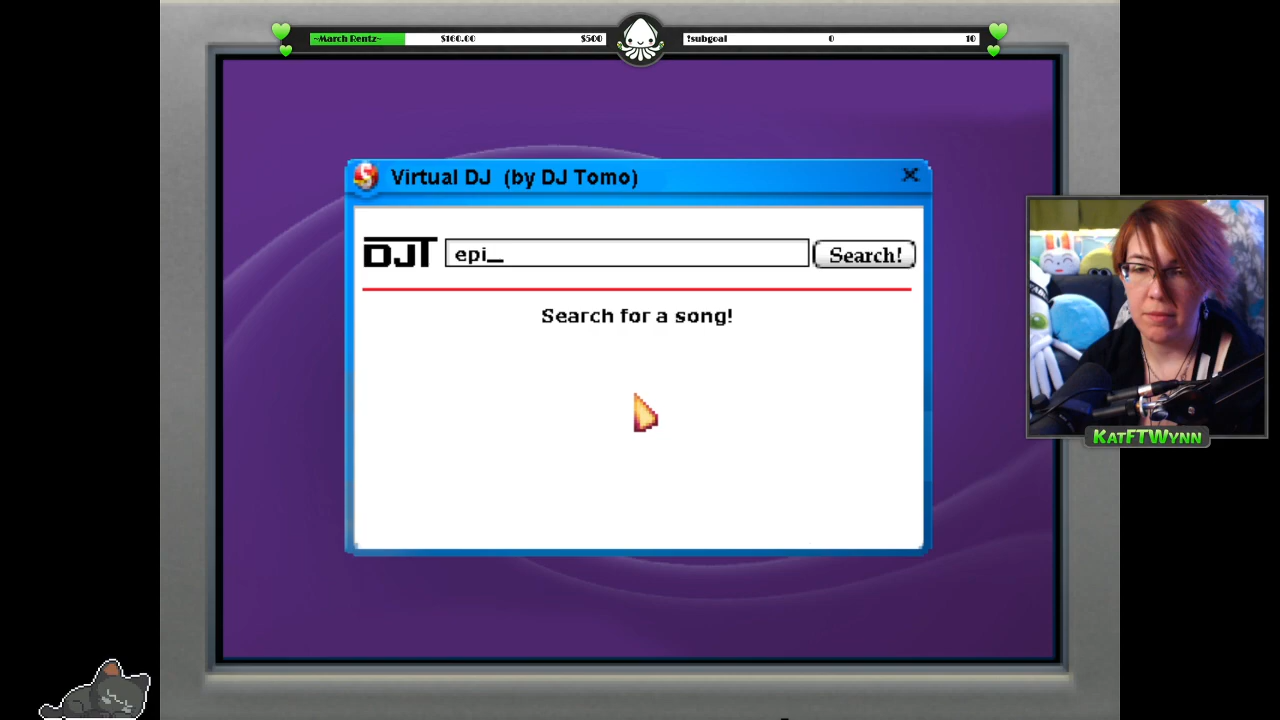 ~March Rentz~ $160.00 $500 !subgoal 0 10
Virtual DJ (by DJ Tomo)
DJT epi_ Search!
Search for a song!
KatFTWynn